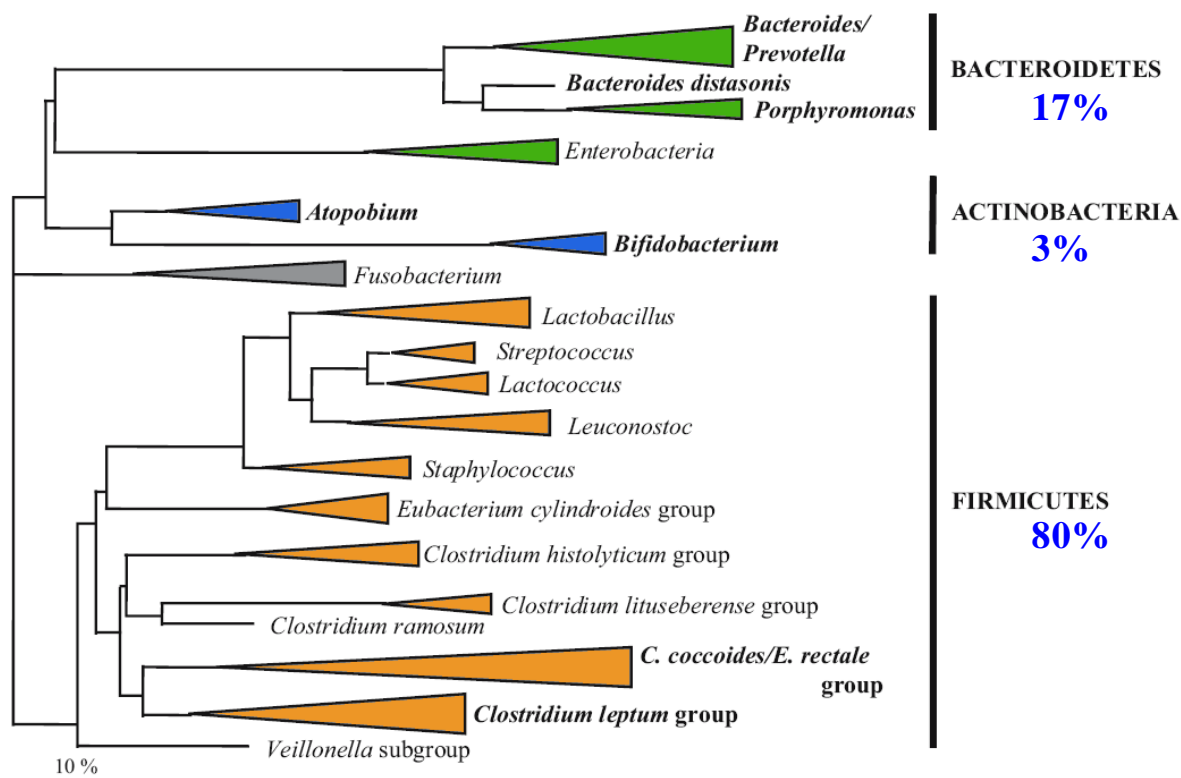 Bacteroides/
Prevotella
Bacteroides distasonis
Porphyromonas
BACTEROIDETES
17%
Enterobacteria
Atopobium
Bifidobacterium
ACTINOBACTERIA
3%
Fusobacterium
Lactobacillus
Streptococcus
Lactococcus
Leuconostoc
Staphylococcus
Eubacterium cylindroides group
Clostridium histolyticum group
Clostridium lituseberense group
Clostridium ramosum
C. coccoides/E. rectale
group
Clostridium leptum group
Veillonella subgroup
FIRMICUTES
80%
10 %